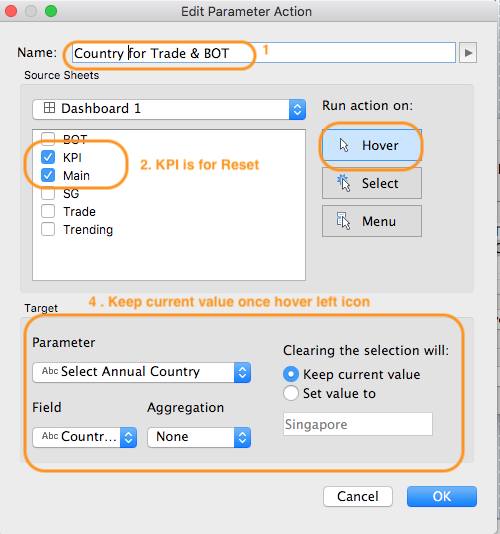 Edit Parameter Action
Name: Country for Trade & BOT 1
Source Sheets
Dashboard 1
Run action on:
BOT
KPI
Main
SG
Trade
Trending
2. KPI is for Reset
Hover
Select
Menu
4 . Keep current value once hover left icon
Target
Parameter
Abc Select Annual Country
Field
Aggregation
Abc Countr...
None
Clearing the selection will:
Keep current value
Set value to
Singapore
Cancel
OK